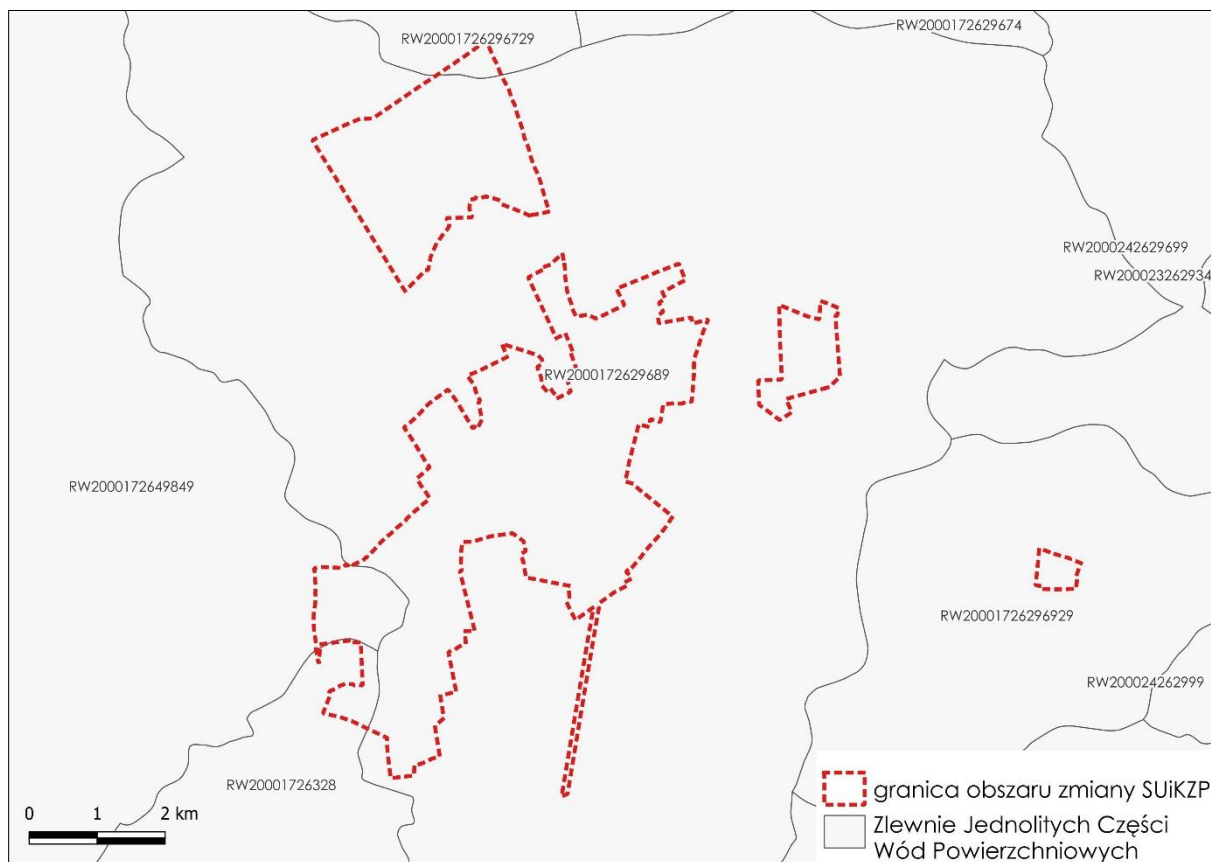 RW20001726296729
RW20000172629674
RW2000242629699
RW200023262934
RW2000172629689
RW2000172649849
RW20001726296929
RW200024262999
RW20001726328
0 1 2 km
granica obszaru zmiany SUiKZP
Zlewnie Jednolitych Części
Wód Powierzchniowych